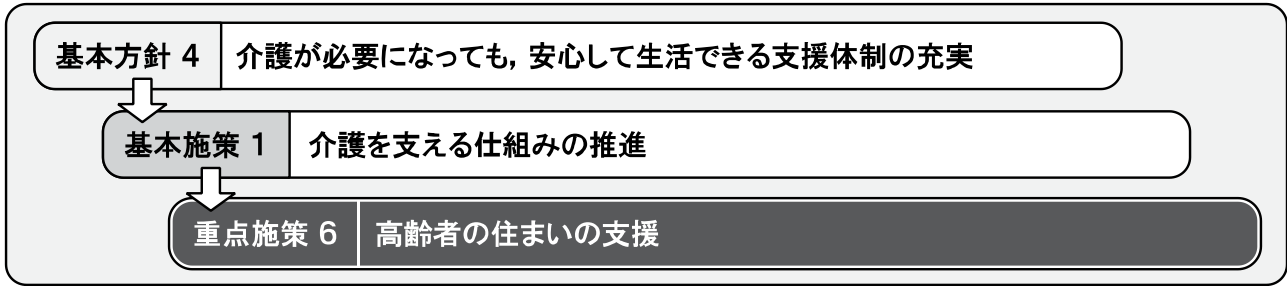 基本方針 4 介護が必要になっても，安心して生活できる支援体制の充実
基本施策 1 介護を支える仕組みの推進
重点施策 6 高齢者の住まいの支援